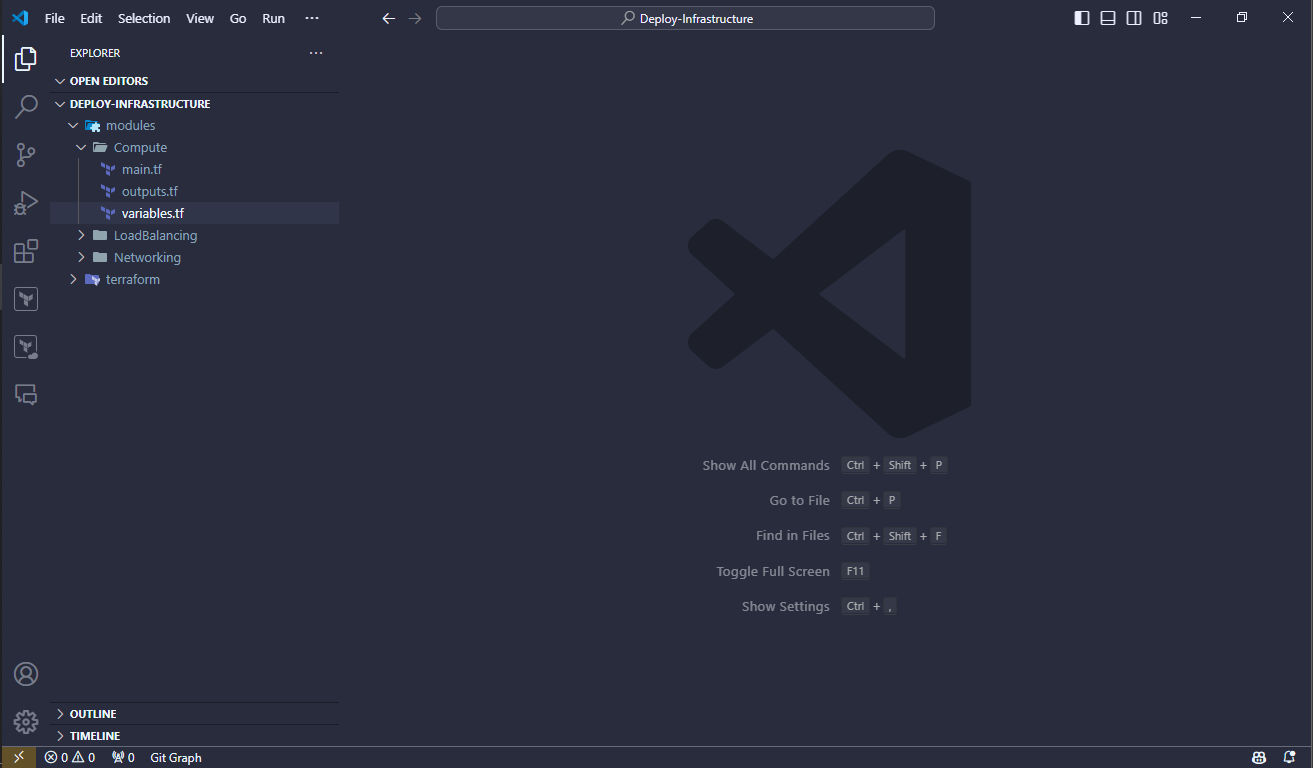 File Edit Selection View Go Run ···
Deploy-Infrastructure
EXPLORER
OPEN EDITORS
DEPLOY-INFRASTRUCTURE
modules
Compute
main.tf
outputs.tf
variables.tf
LoadBalancing
Networking
terraform
Show All Commands Ctrl + Shift + P
Go to File Ctrl + P
Find in Files Ctrl + Shift + F
Toggle Full Screen F11
Show Settings Ctrl + ,
OUTLINE
TIMELINE
0 0 0 Git Graph